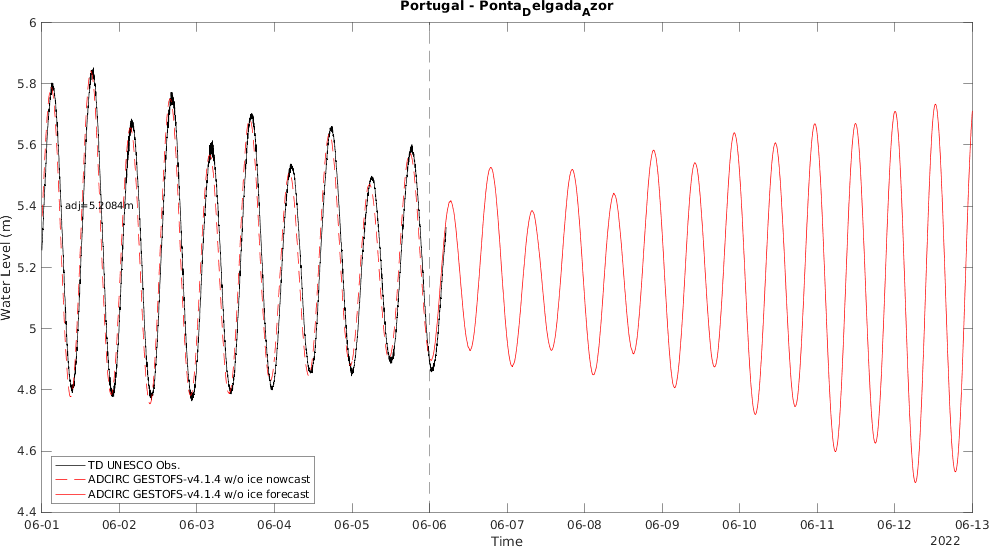 Portugal - PontaDelgadaAzor
6
5.8
5.6
5.4
5.2
5
4.8
4.6
4.4
Water Level (m)
adj=5.2084m
TD UNESCO Obs.
ADCIRC GESTOFS-v4.1.4 w/o ice nowcast
ADCIRC GESTOFS-v4.1.4 w/o ice forecast
06-01 06-02 06-03 06-04 06-05 06-06 06-07 06-08 06-09 06-10 06-11 06-12 06-13
Time
2022